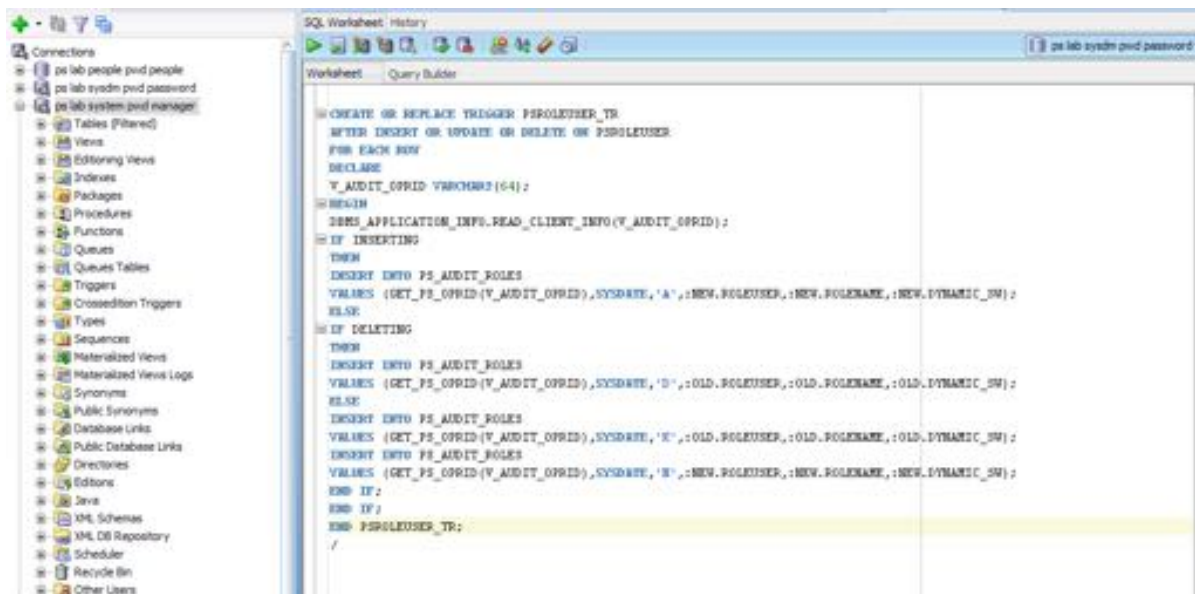 Connections
ps lab people pwd people
ps lab sysdm pwd password
ps lab system pwd manager
Tables (Filtered)
Views
Editioning Views
Indexes
Packages
Procedures
Functions
Queues
Queues Tables
Triggers
Crossedition Triggers
Types
Sequences
Materialized Views
Materialized Views Logs
Synonyms
Public Synonyms
Database Links
Public Database Links
Directories
Editions
Java
XML Schemas
XML DB Repository
Scheduler
Recycle Bin
Other Users
SQL Worksheet History
ps lab sysdm pwd password
Worksheet Query Builder
CREATE OR REPLACE TRIGGER PSROLEUSER_TR
AFTER INSERT OR UPDATE OR DELETE ON PSROLEUSER
FOR EACH ROW
DECLARE
V_AUDIT_OPRID VARCHAR2(64);
BEGIN
DBMS_APPLICATION_INFO.READ_CLIENT_INFO(V_AUDIT_OPRID);
IF INSERTING
THEN
INSERT INTO PS_AUDIT_ROLES
VALUES (GET_PS_OPRID(V_AUDIT_OPRID),SYSDATE,'A',:NEW.ROLEUSER,:NEW.ROLENAME,:NEW.DYNAMIC_SW);
ELSE
IF DELETING
THEN
INSERT INTO PS_AUDIT_ROLES
VALUES (GET_PS_OPRID(V_AUDIT_OPRID),SYSDATE,'D',:OLD.ROLEUSER,:OLD.ROLENAME,:OLD.DYNAMIC_SW);
ELSE
INSERT INTO PS_AUDIT_ROLES
VALUES (GET_PS_OPRID(V_AUDIT_OPRID),SYSDATE,'K',:OLD.ROLEUSER,:OLD.ROLENAME,:OLD.DYNAMIC_SW);
INSERT INTO PS_AUDIT_ROLES
VALUES (GET_PS_OPRID(V_AUDIT_OPRID),SYSDATE,'N',:NEW.ROLEUSER,:NEW.ROLENAME,:NEW.DYNAMIC_SW);
END IF;
END IF;
END PSROLEUSER_TR;
/